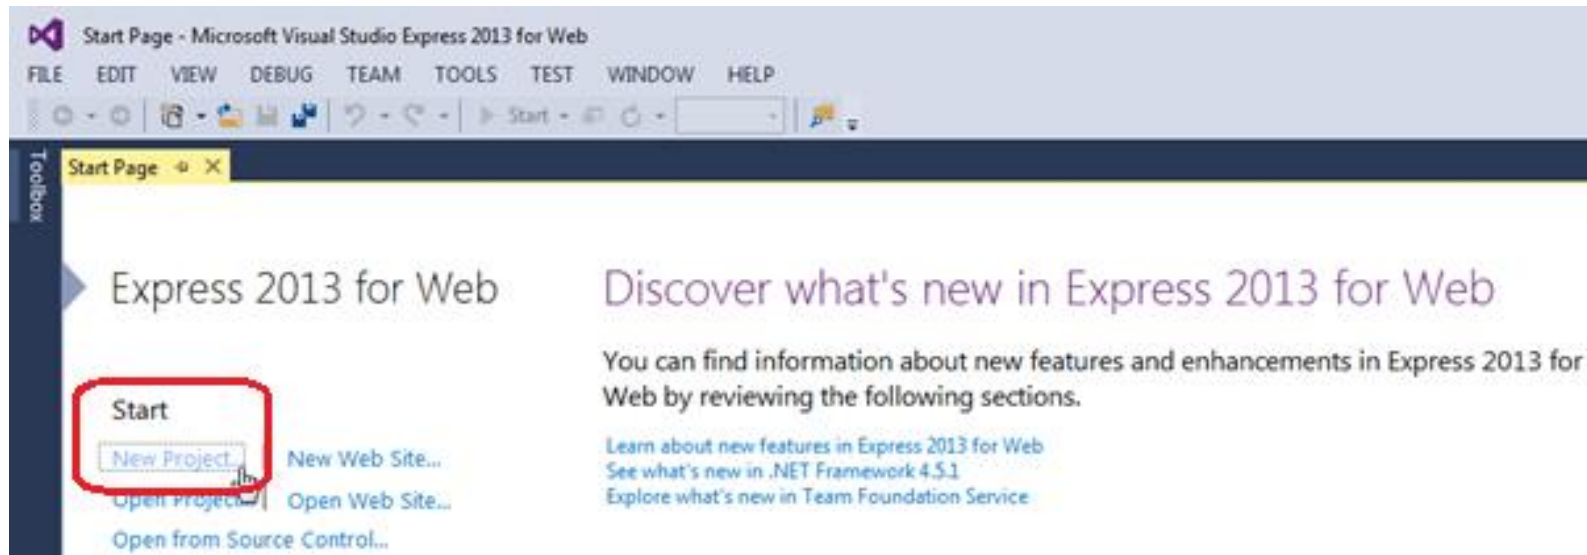 Start Page - Microsoft Visual Studio Express 2013 for Web
FILE EDIT VIEW DEBUG TEAM TOOLS TEST WINDOW HELP
Start
Toolbox
Start Page
Express 2013 for Web
Start
New Project... New Web Site...
Open Project... Open Web Site...
Open from Source Control...
Discover what's new in Express 2013 for Web
You can find information about new features and enhancements in Express 2013 for
Web by reviewing the following sections.
Learn about new features in Express 2013 for Web
See what's new in .NET Framework 4.5.1
Explore what's new in Team Foundation Service